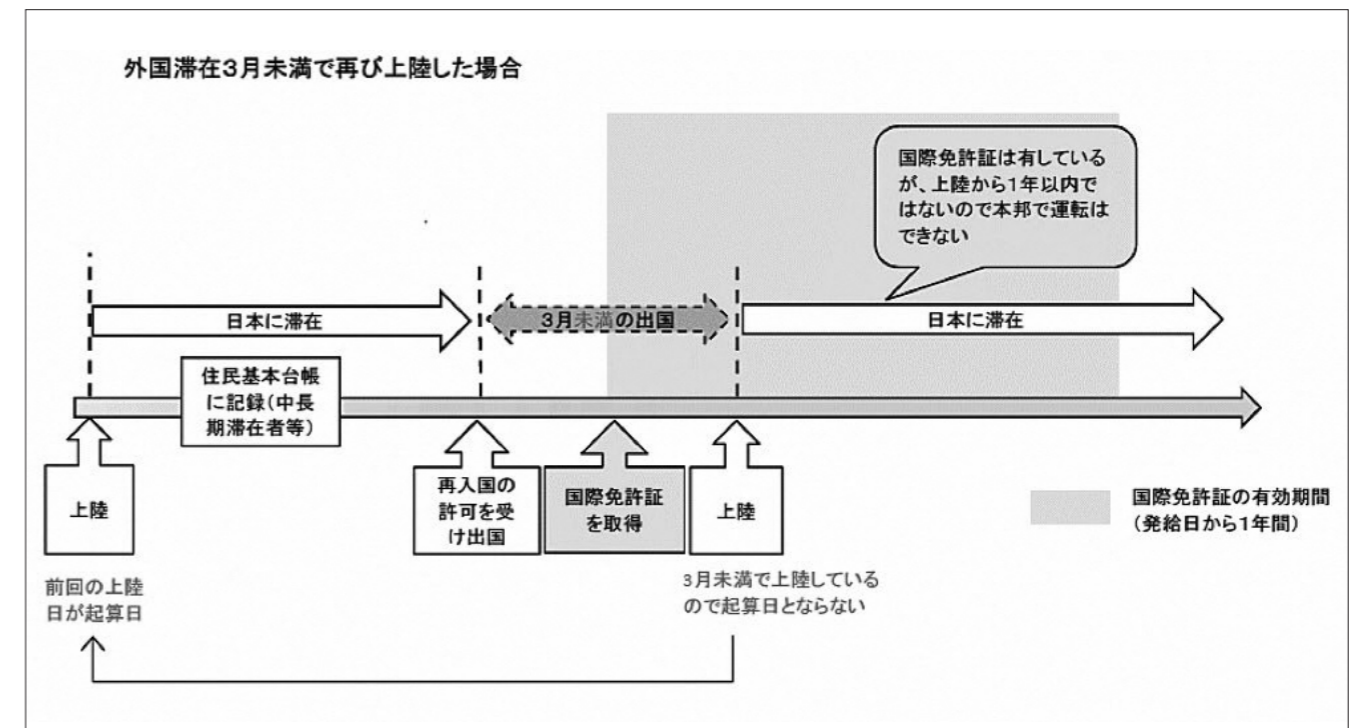 外国滞在3月未満で再び上陸した場合
国際免許証は有している
が、上陸から1年以内で
はないので本邦で運転は
できない
日本に滞在
3月未満の出国
日本に滞在
住民基本台帳
に記録(中長
期滞在者等)
上陸
再入国の
許可を受
け出国
国際免許証
を取得
上陸
国際免許証の有効期間
(発給日から1年間)
前回の上陸
日が起算日
3月未満で上陸している
ので起算日とならない